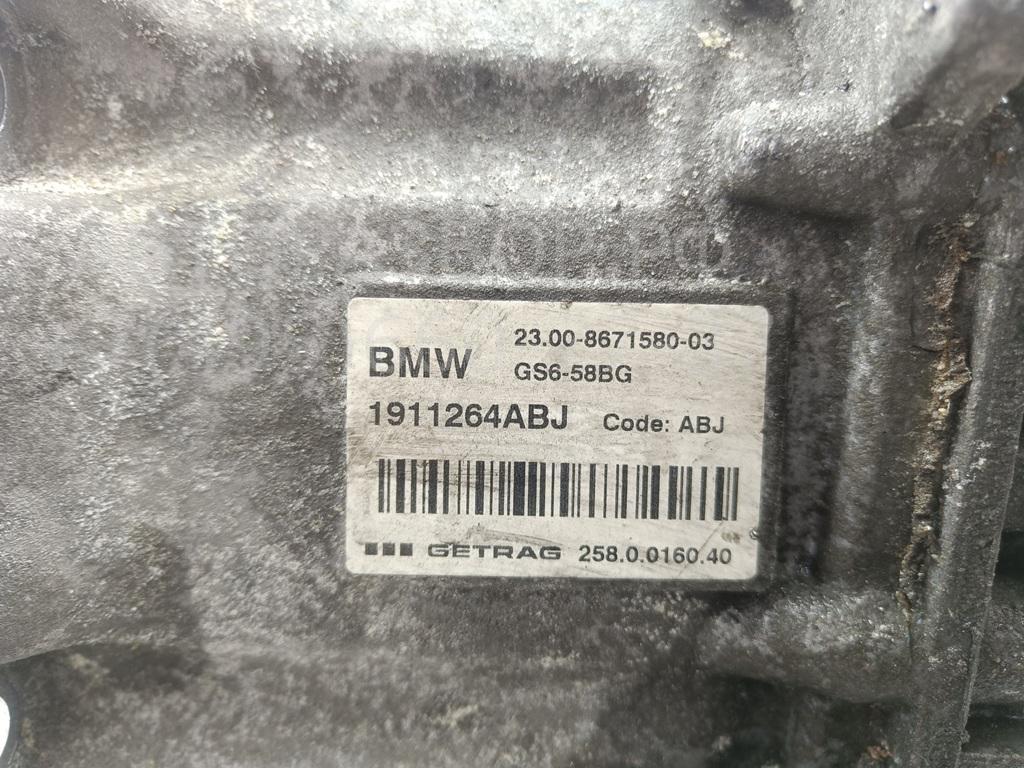 BMW 23.00-8671580-03
GS6-58BG
1911264ABJ Code: ABJ
GETRAG 258.0.0160.40